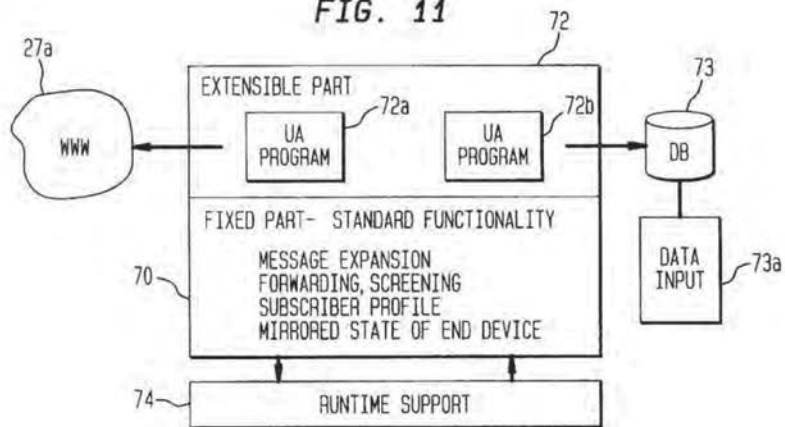 FIG. 11
27a
72
EXTENSIBLE PART
72a
72b
73
WWW
UA
PROGRAM
UA
PROGRAM
DB
FIXED PART- STANDARD FUNCTIONALITY
MESSAGE EXPANSION
FORWARDING, SCREENING
SUBSCRIBER PROFILE
MIRRORED STATE OF END DEVICE
70
DATA
INPUT
73a
74
RUNTIME SUPPORT